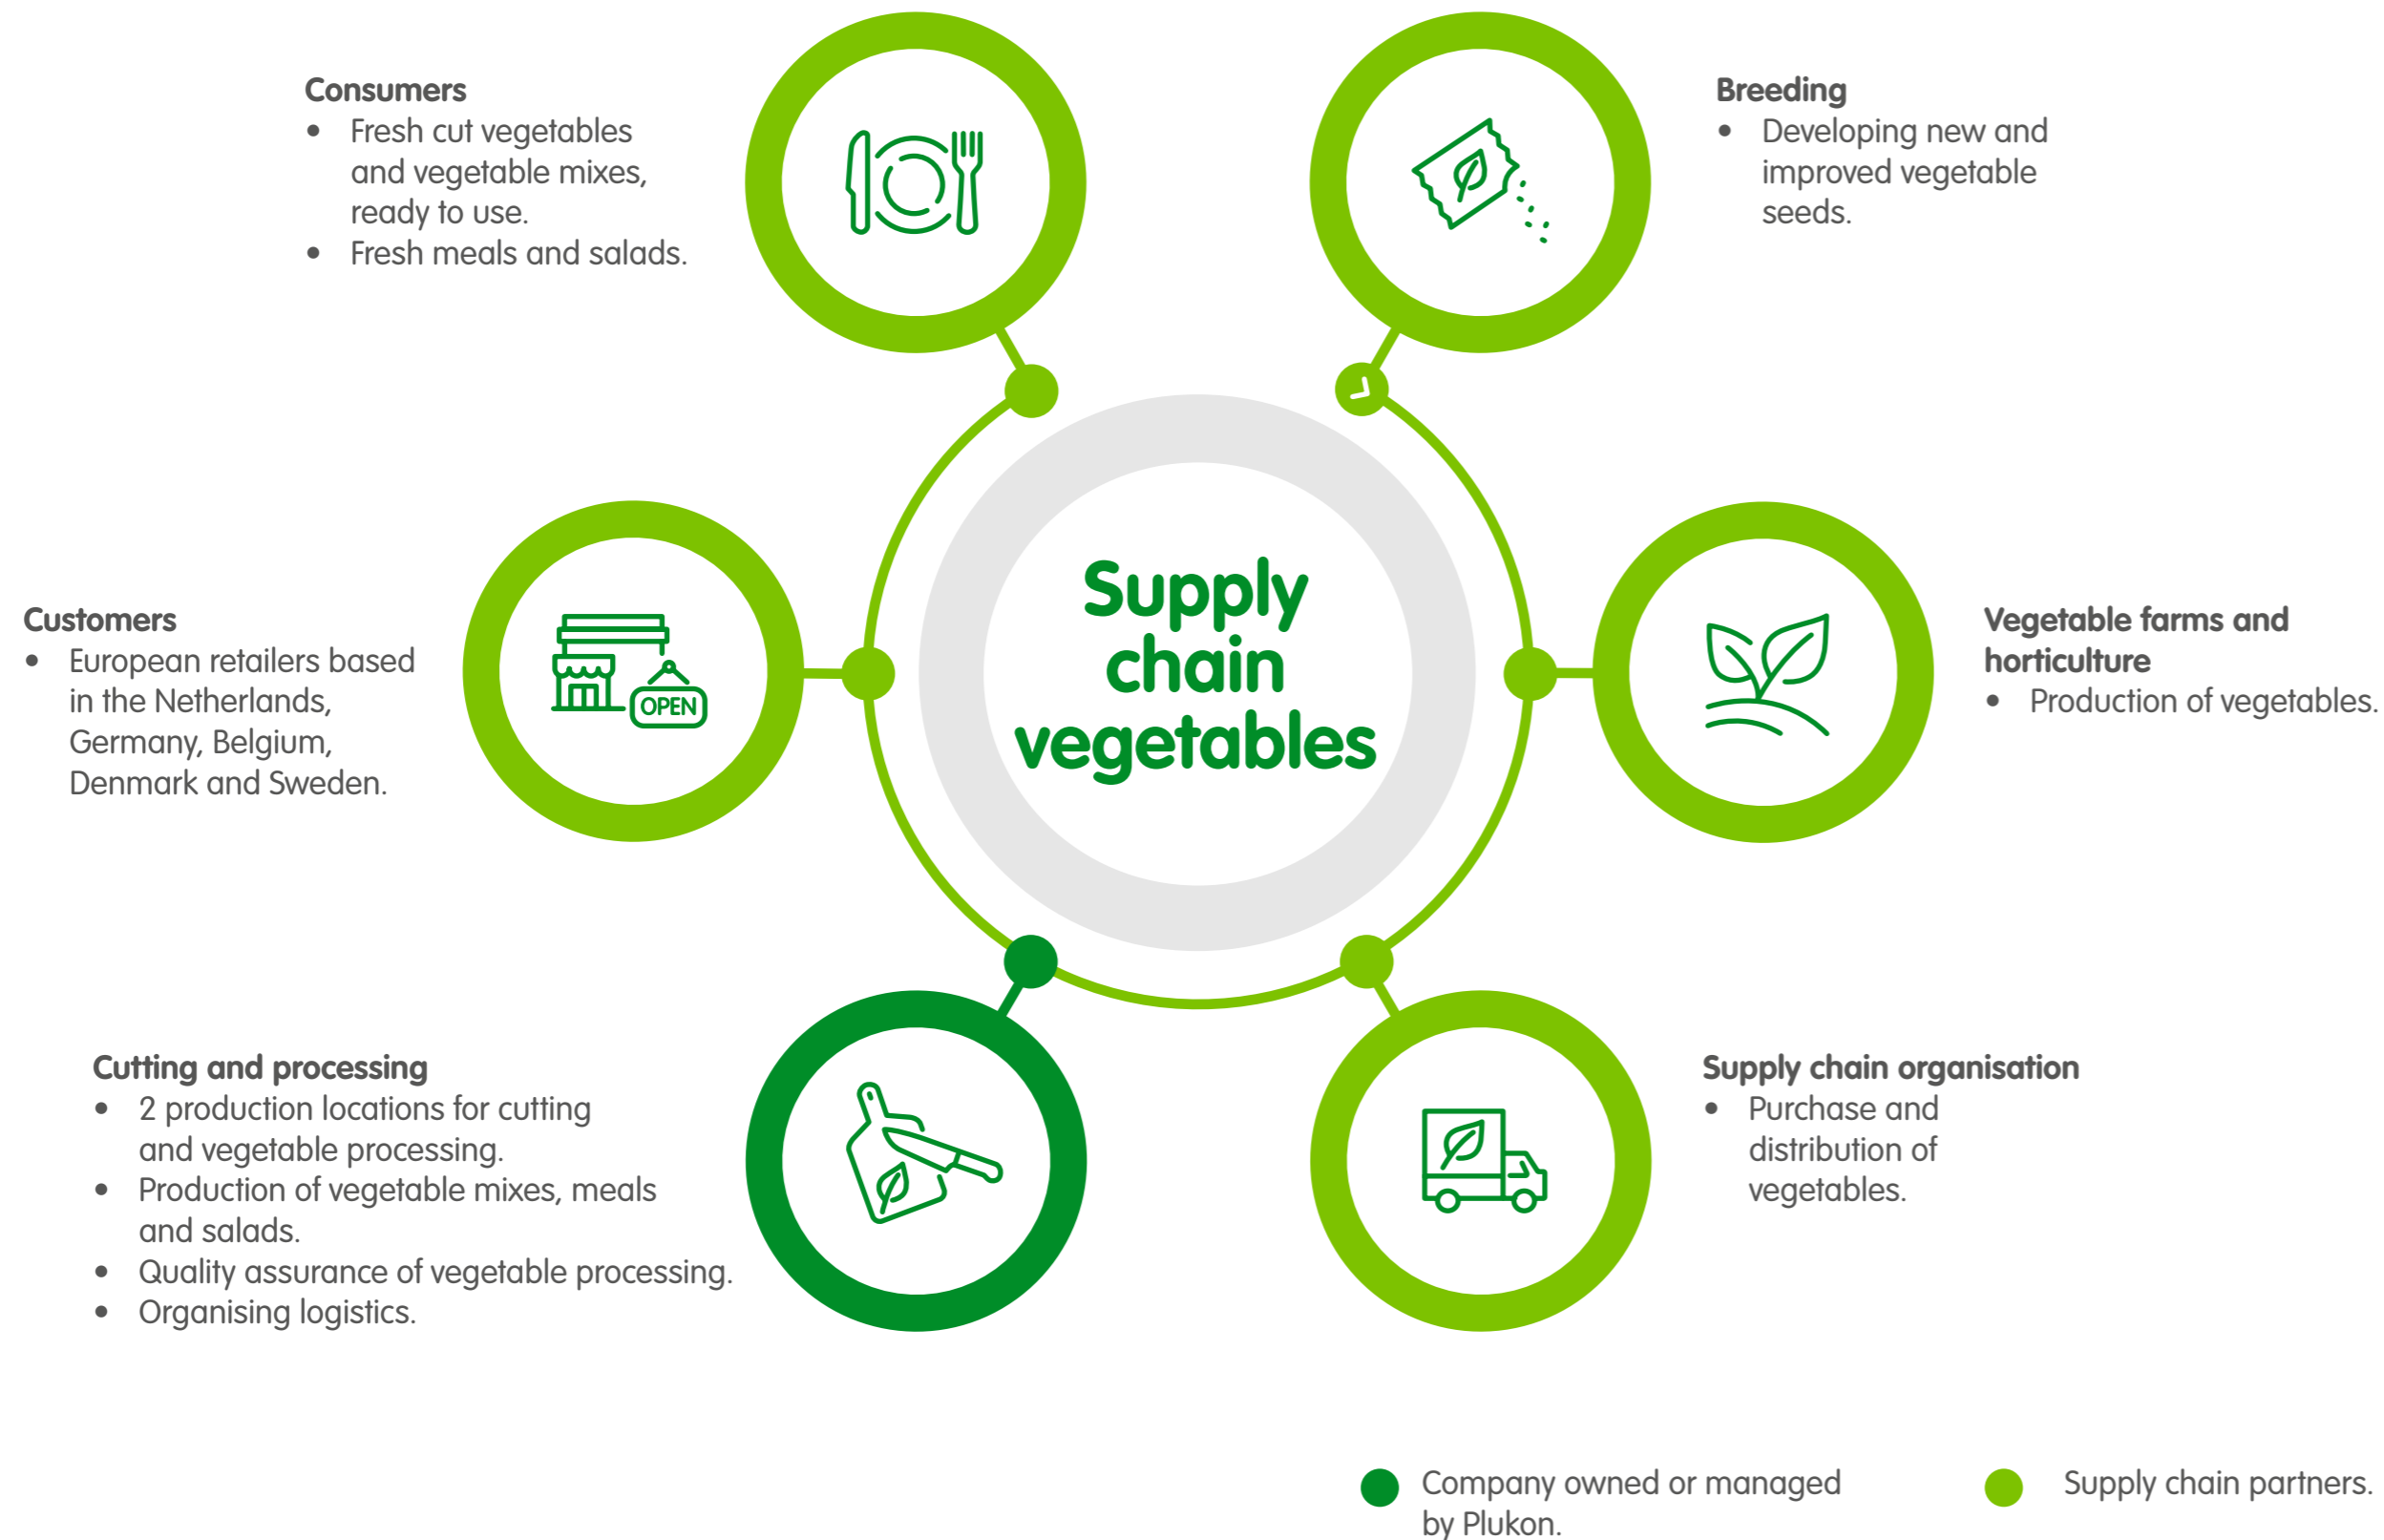 Consumers
• Fresh cut vegetables
and vegetable mixes,
ready to use.
• Fresh meals and salads.
Breeding
• Developing new and
improved vegetable
seeds.
Supply
chain
vegetables
Customers
• European retailers based
in the Netherlands,
Germany, Belgium,
Denmark and Sweden.
OPEN
Vegetable farms and
horticulture
• Production of vegetables.
Cutting and processing
• 2 production locations for cutting
and vegetable processing.
• Production of vegetable mixes, meals
and salads.
• Quality assurance of vegetable processing.
• Organising logistics.
Supply chain organisation
• Purchase and
distribution of
vegetables.
Company owned or managed
by Plukon.
Supply chain partners.